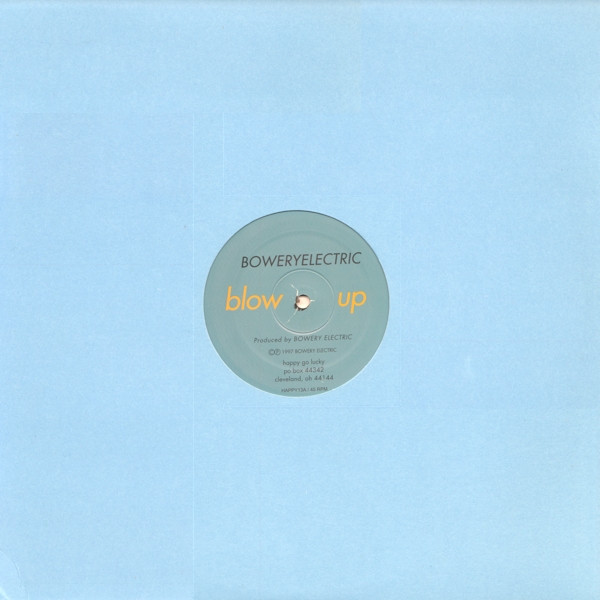 BOWERYELECTRIC
blow up
Produced by BOWERY ELECTRIC
©℗ 1997 BOWERY ELECTRIC
happy go lucky
po box 44342
cleveland, oh 44144